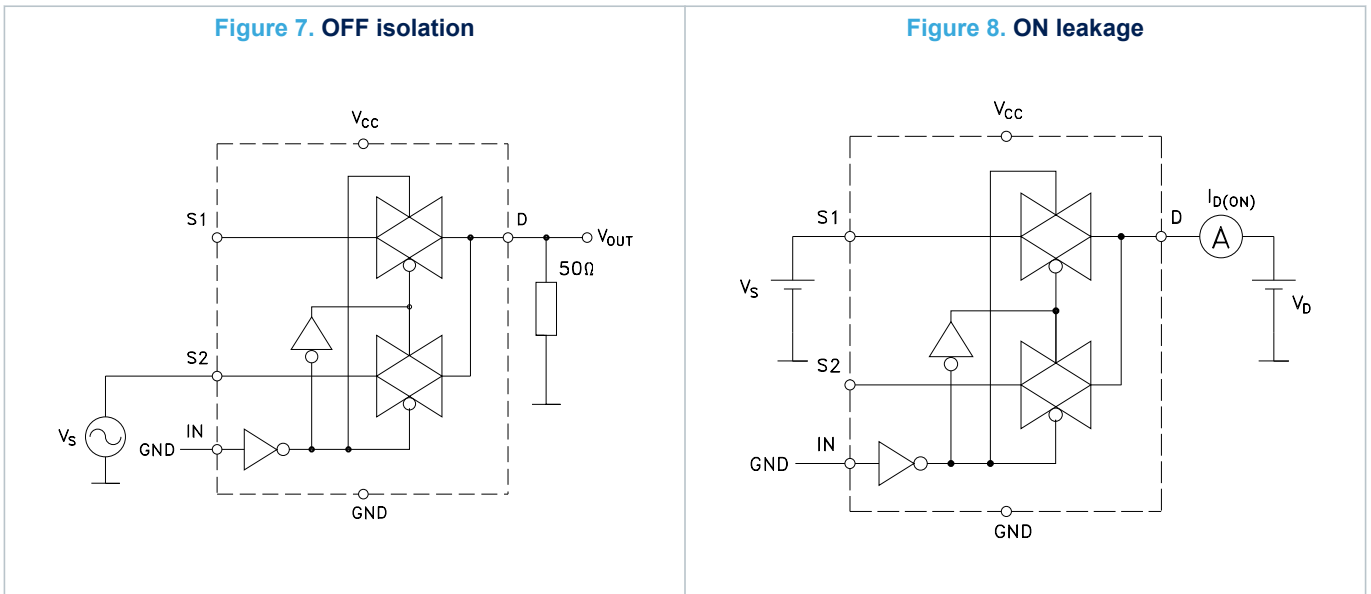 Figure 7. OFF isolation
VCC
S1
D
VOUT
50Ω
S2
VS
IN
GND
GND
Figure 8. ON leakage
VCC
S1
D
ID(ON)
A
VS
VD
S2
IN
GND
GND